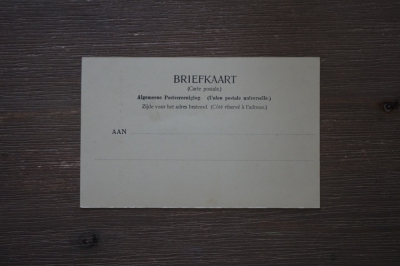 BRIEFKAART
(Carte postale.)
Algemeene Postvereeniging. (Union postale universelle.)
Zijde voor het adres bestemd. (Côté réservé à l'adresse.)
AAN